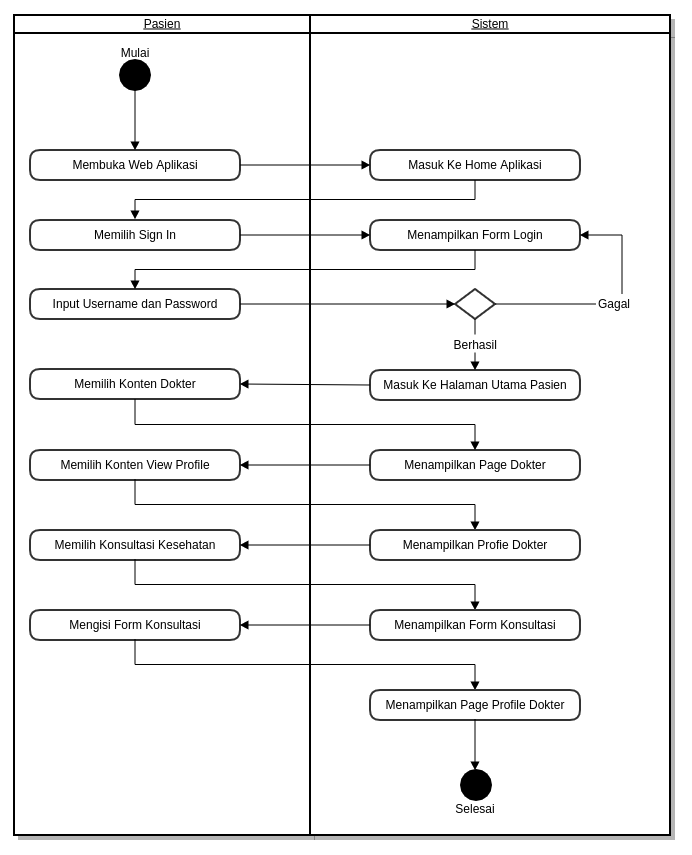 Pasien
Sistem
Mulai
Membuka Web Aplikasi
Masuk Ke Home Aplikasi
Memilih Sign In
Menampilkan Form Login
Input Username dan Password
Gagal
Berhasil
Memilih Konten Dokter
Masuk Ke Halaman Utama Pasien
Memilih Konten View Profile
Menampilkan Page Dokter
Memilih Konsultasi Kesehatan
Menampilkan Profie Dokter
Mengisi Form Konsultasi
Menampilkan Form Konsultasi
Menampilkan Page Profile Dokter
Selesai